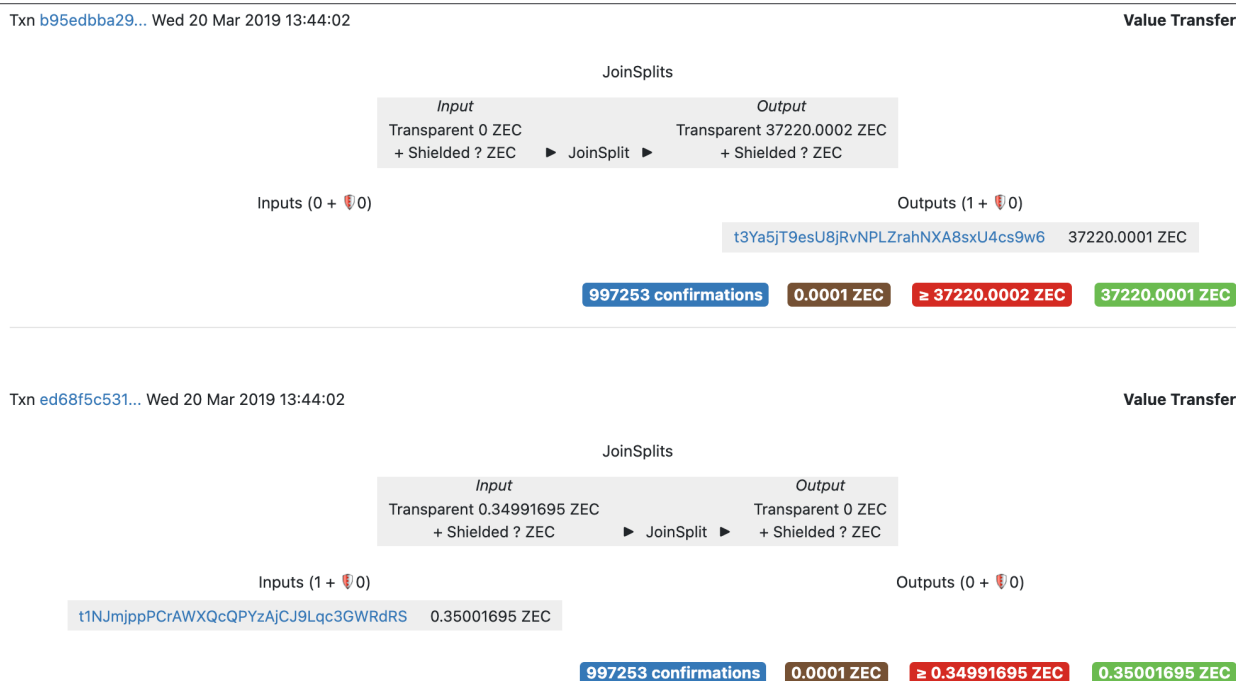 Txn b95edbba29... Wed 20 Mar 2019 13:44:02 Value Transfer
JoinSplits
Input Output
Transparent 0 ZEC Transparent 37220.0002 ZEC
+ Shielded ? ZEC ► JoinSplit ► + Shielded ? ZEC
Inputs (0 + 0) Outputs (1 + 0)
t3Ya5jT9esU8jRvNPLZrahNXA8sxU4cs9w6 37220.0001 ZEC
997253 confirmations 0.0001 ZEC ≥ 37220.0002 ZEC 37220.0001 ZEC
Txn ed68f5c531... Wed 20 Mar 2019 13:44:02 Value Transfer
JoinSplits
Input Output
Transparent 0.34991695 ZEC Transparent 0 ZEC
+ Shielded ? ZEC ► JoinSplit ► + Shielded ? ZEC
Inputs (1 + 0) Outputs (0 + 0)
t1NJmjppPCrAWXQcQPYzAjCJ9Lqc3GWRdRS 0.35001695 ZEC
997253 confirmations 0.0001 ZEC ≥ 0.34991695 ZEC 0.35001695 ZEC